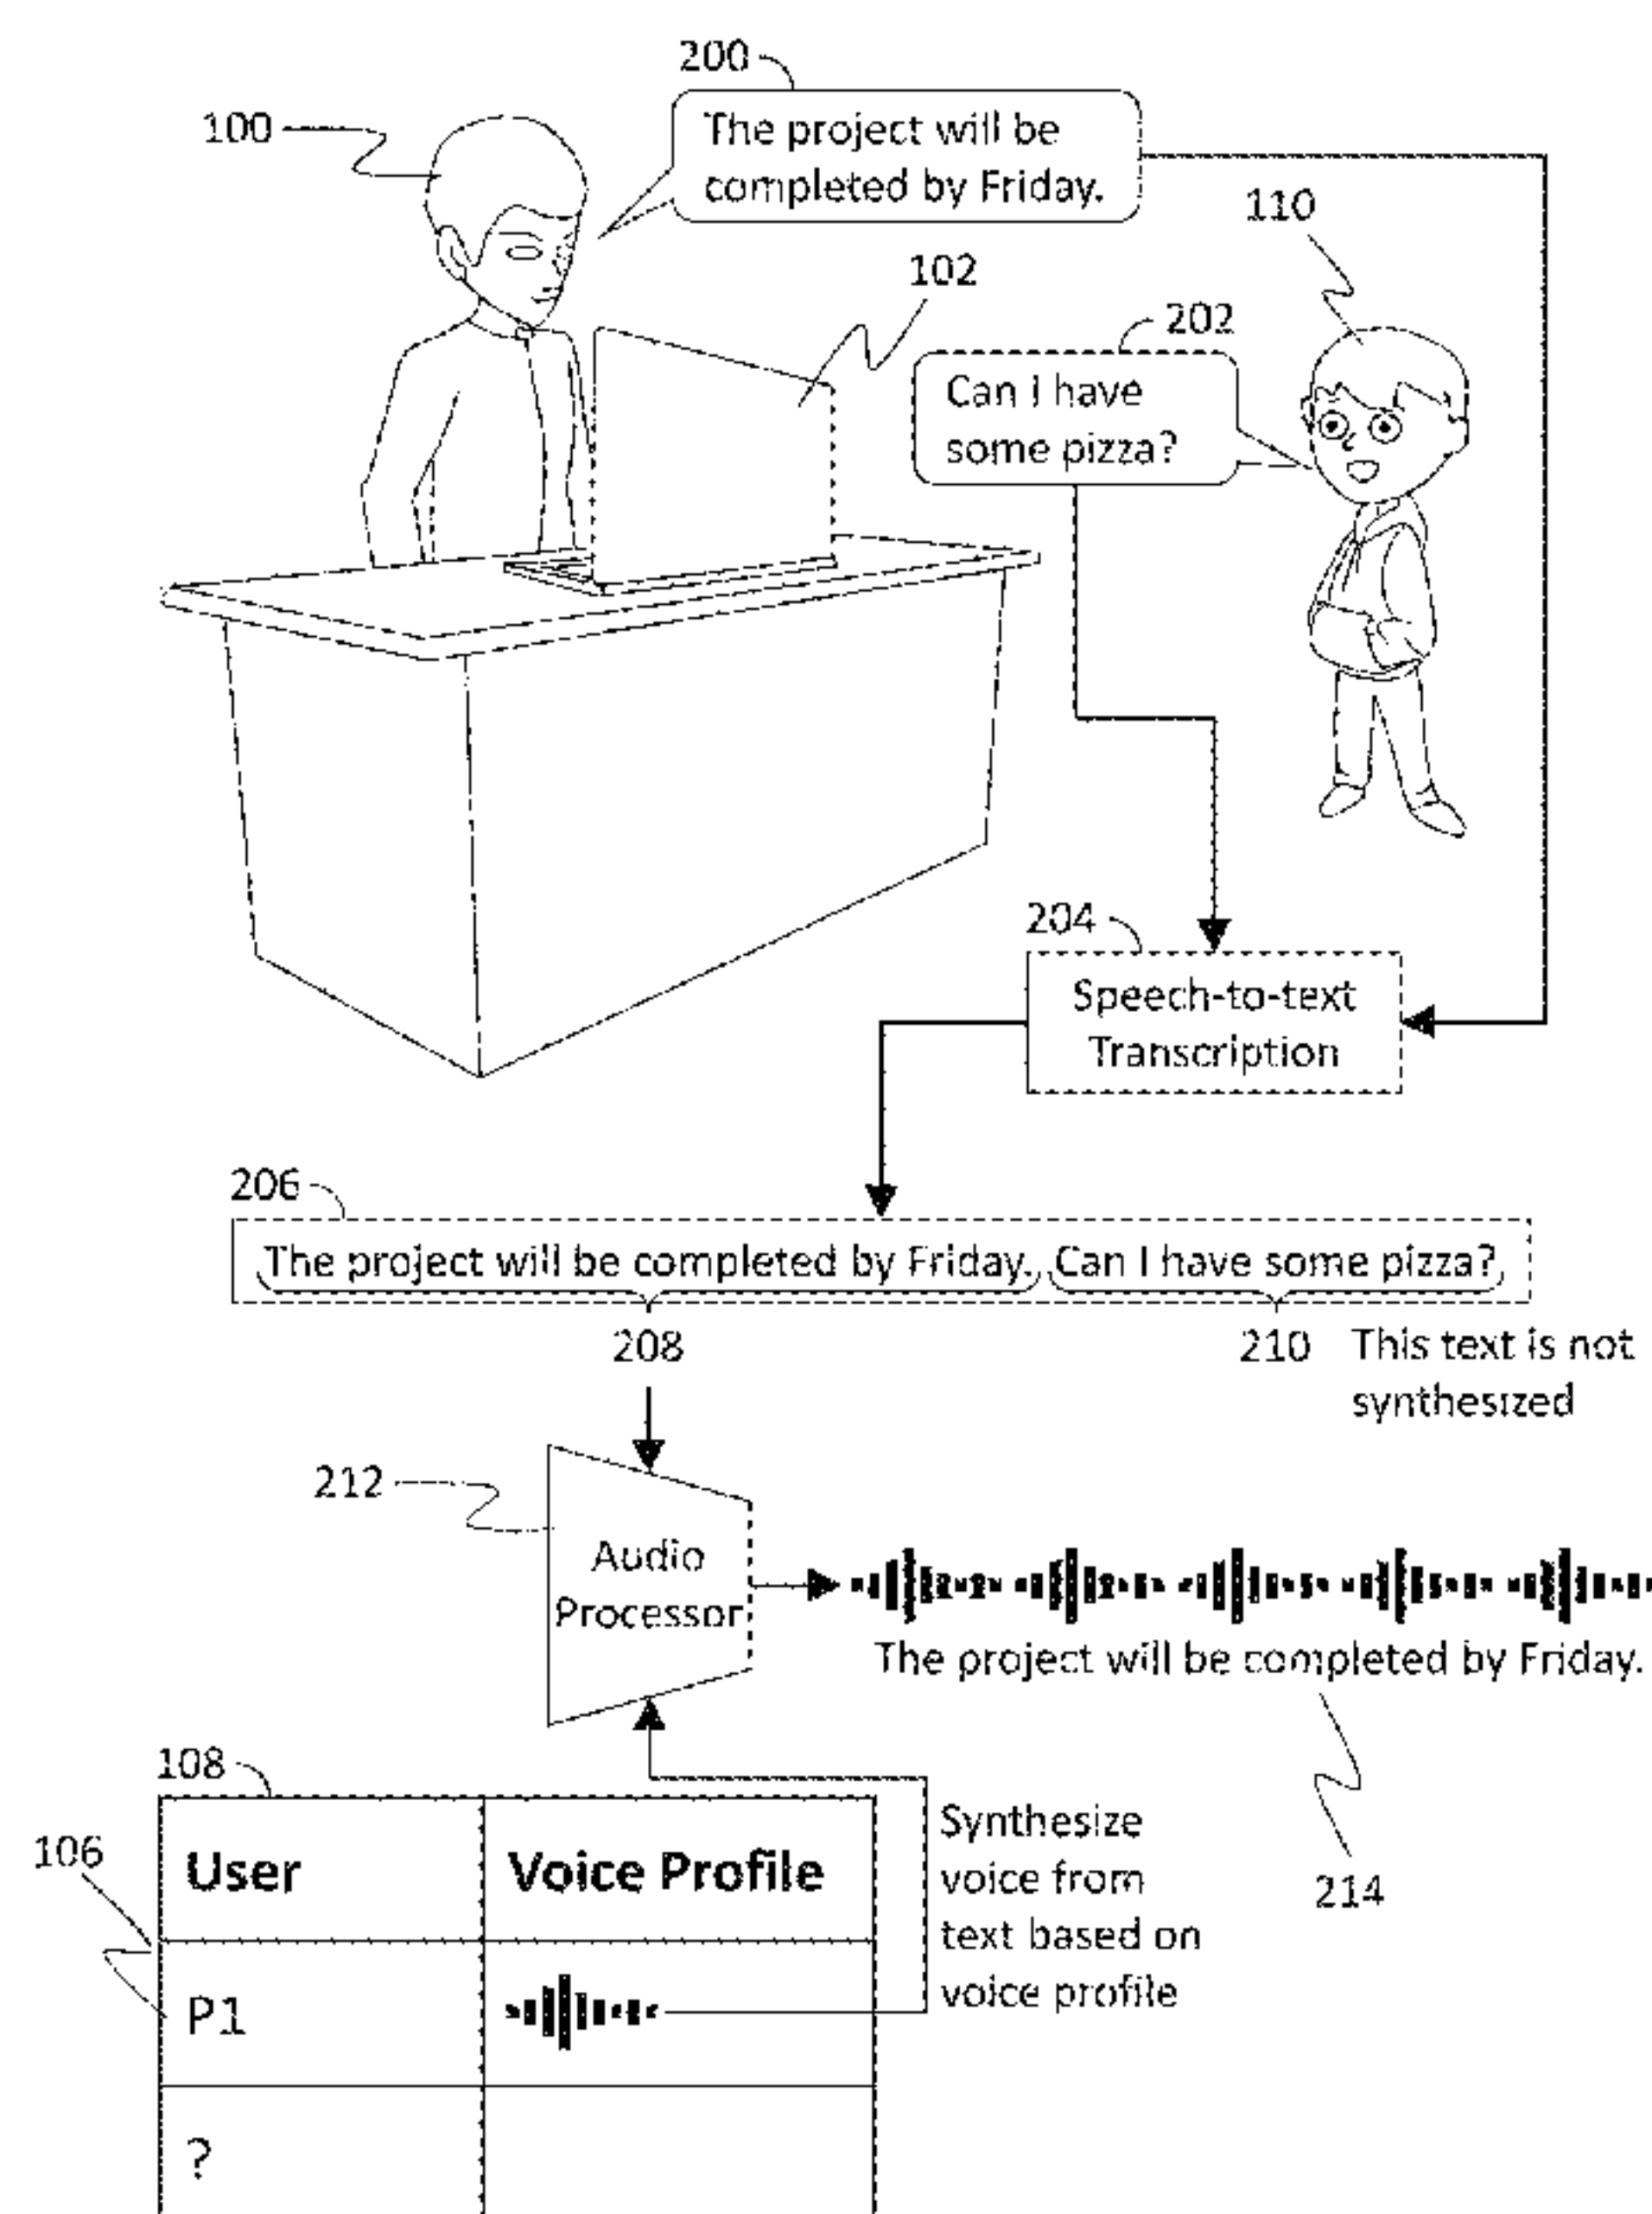 200
100
The project will be
completed by Friday.
110
102
202
Can I have
some pizza?
204
Speech-to-text
Transcription
206
The project will be completed by Friday. Can I have some pizza?
208
210 This text is not
synthesized
212
Audio
Processor
The project will be completed by Friday.
214
108
106
User Voice Profile
P1
?
Synthesize
voice from
text based on
voice profile